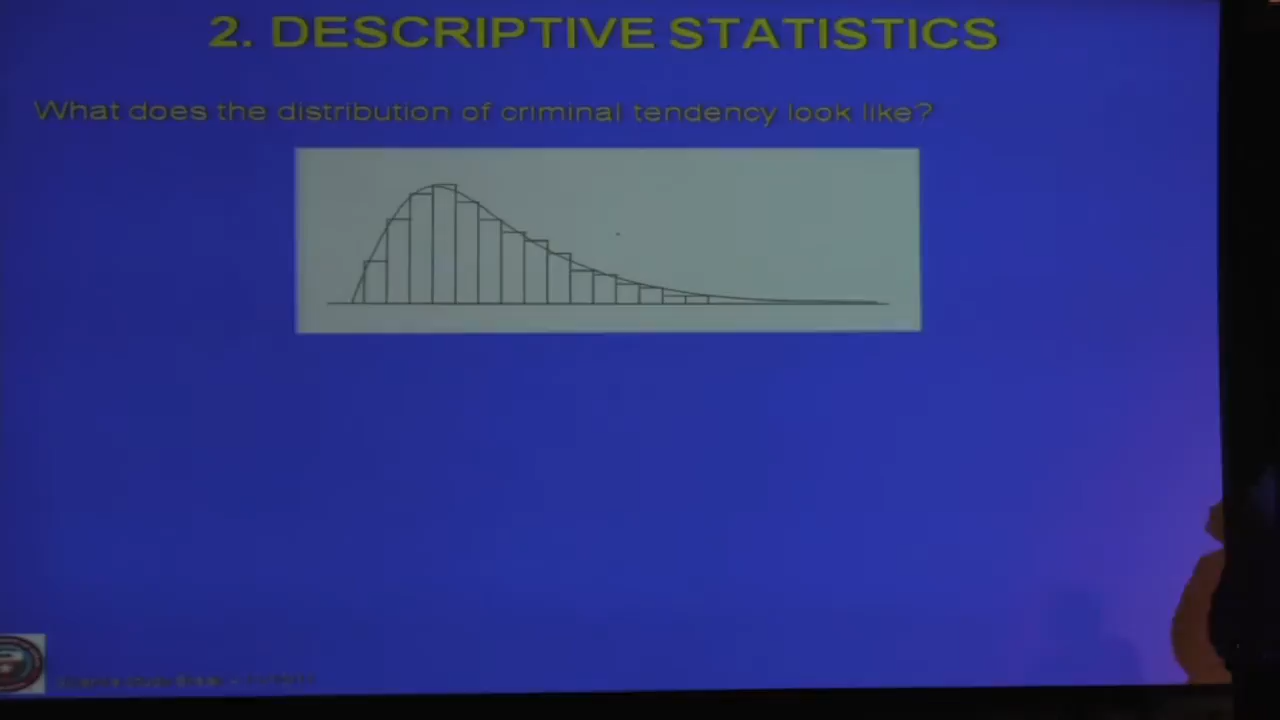 2. DESCRIPTIVE STATISTICS
What does the distribution of criminal tendency look like?